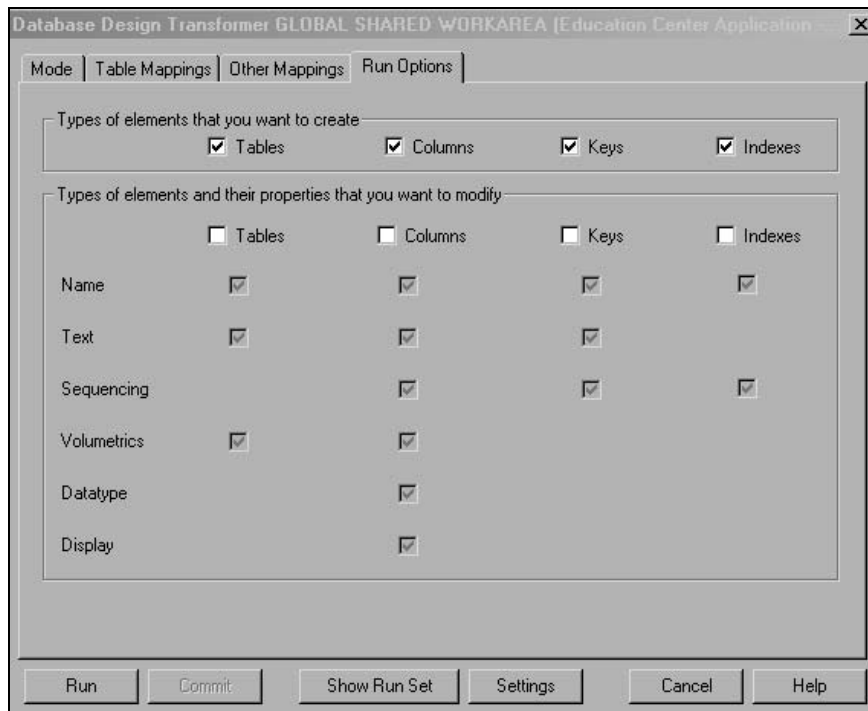 Database Design Transformer GLOBAL SHARED WORKAREA (Education Center Application
Mode Table Mappings Other Mappings Run Options
Types of elements that you want to create
Tables Columns Keys Indexes
Types of elements and their properties that you want to modify
Tables Columns Keys Indexes
Name
Text
Sequencing
Volumetrics
Datatype
Display
Run Commit Show Run Set Settings Cancel Help